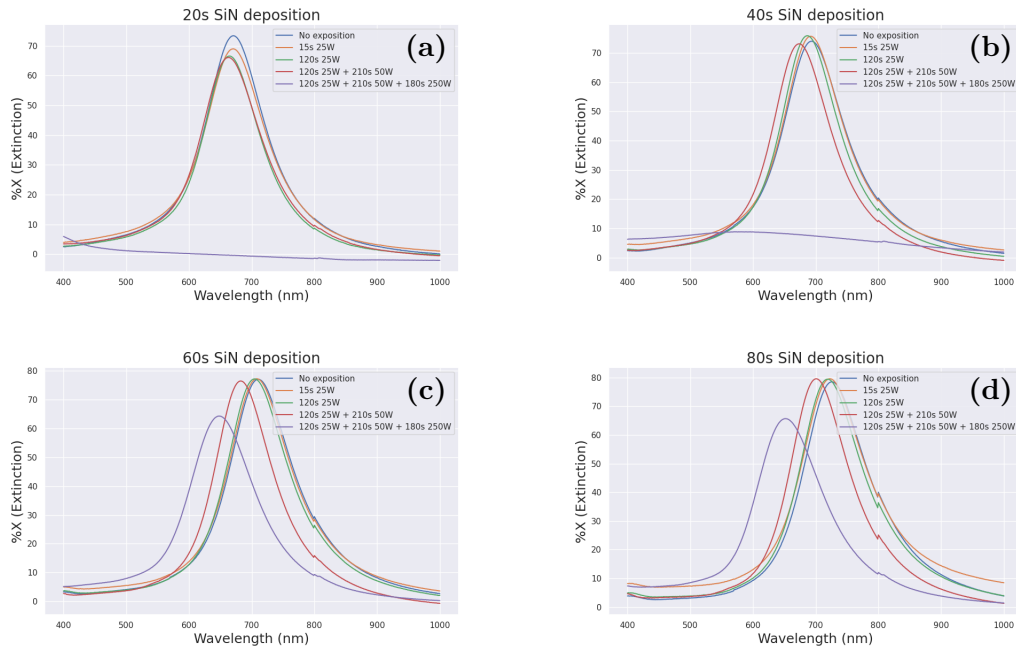 20s SiN deposition
(a)
No exposition
15s 25W
120s 25W
120s 25W + 210s 50W
120s 25W + 210s 50W + 180s 250W
%X (Extinction)
70
60
50
40
30
20
10
0
400 500 600 700 800 900 1000
Wavelength (nm)
40s SiN deposition
(b)
No exposition
15s 25W
120s 25W
120s 25W + 210s 50W
120s 25W + 210s 50W + 180s 250W
%X (Extinction)
70
60
50
40
30
20
10
0
400 500 600 700 800 900 1000
Wavelength (nm)
60s SiN deposition
(c)
No exposition
15s 25W
120s 25W
120s 25W + 210s 50W
120s 25W + 210s 50W + 180s 250W
%X (Extinction)
80
70
60
50
40
30
20
10
0
400 500 600 700 800 900 1000
Wavelength (nm)
80s SiN deposition
(d)
No exposition
15s 25W
120s 25W
120s 25W + 210s 50W
120s 25W + 210s 50W + 180s 250W
%X (Extinction)
80
70
60
50
40
30
20
10
0
400 500 600 700 800 900 1000
Wavelength (nm)